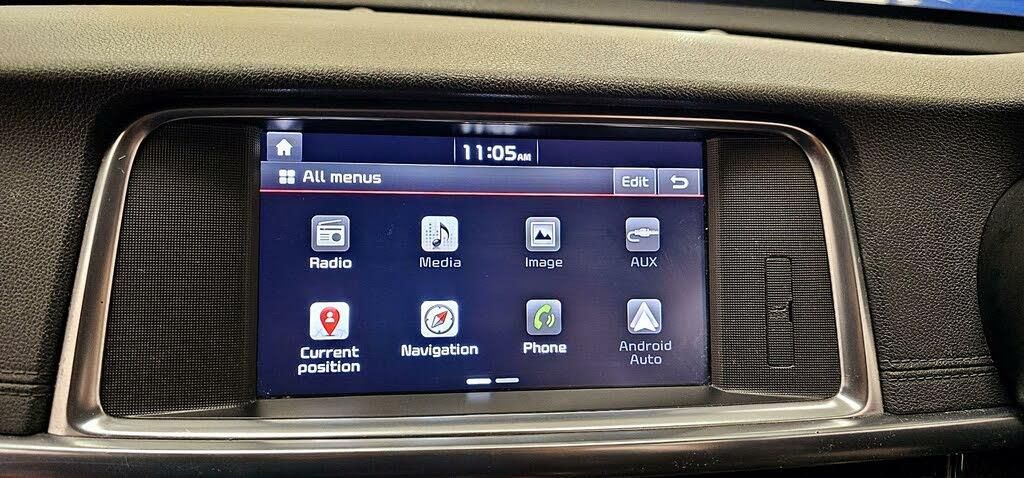 11:05AM
All menus
Edit
Radio
Media
Image
AUX
Current
position
Navigation
Phone
Android
Auto